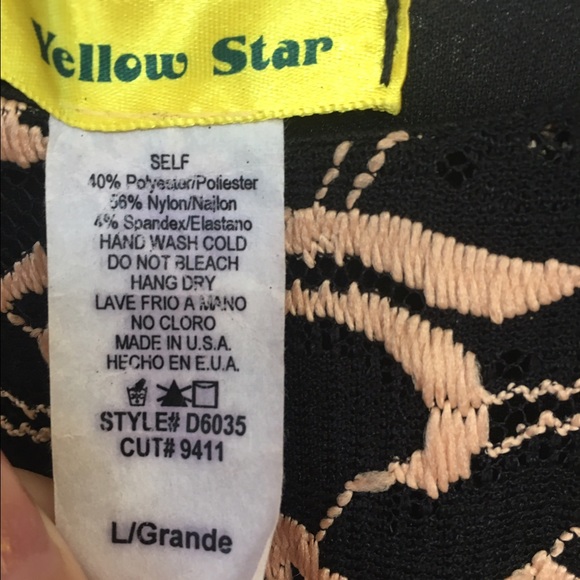 Yellow Star
SELF
40% Polyester/Poliester
56% Nylon/Najlon
4% Spandex/Elastano
HAND WASH COLD
DO NOT BLEACH
HANG DRY
LAVE FRIO A MANO
NO CLORO
MADE IN U.S.A.
HECHO EN E.U.A.
STYLE# D6035
CUT# 9411
L/Grande